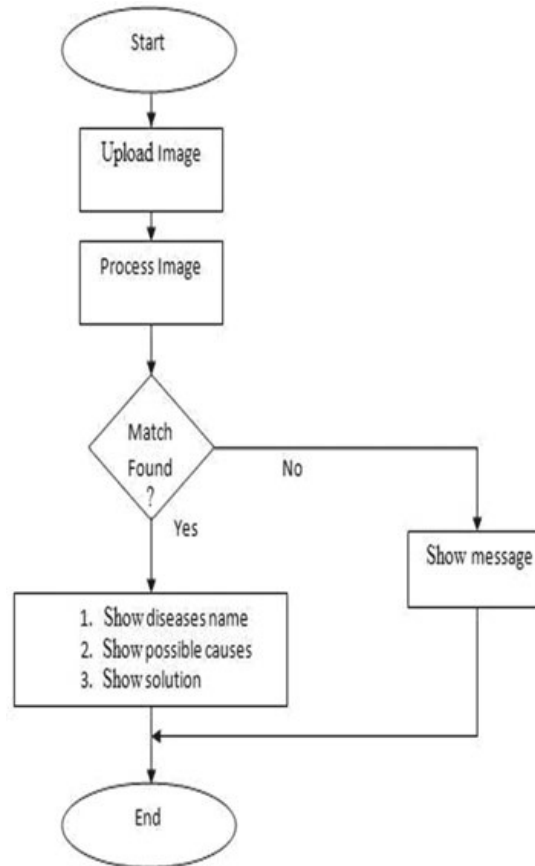 Start
Upload Image
Process Image
Match
Found
?
No
Yes
Show message
1. Show diseases name
2. Show possible causes
3. Show solution
End